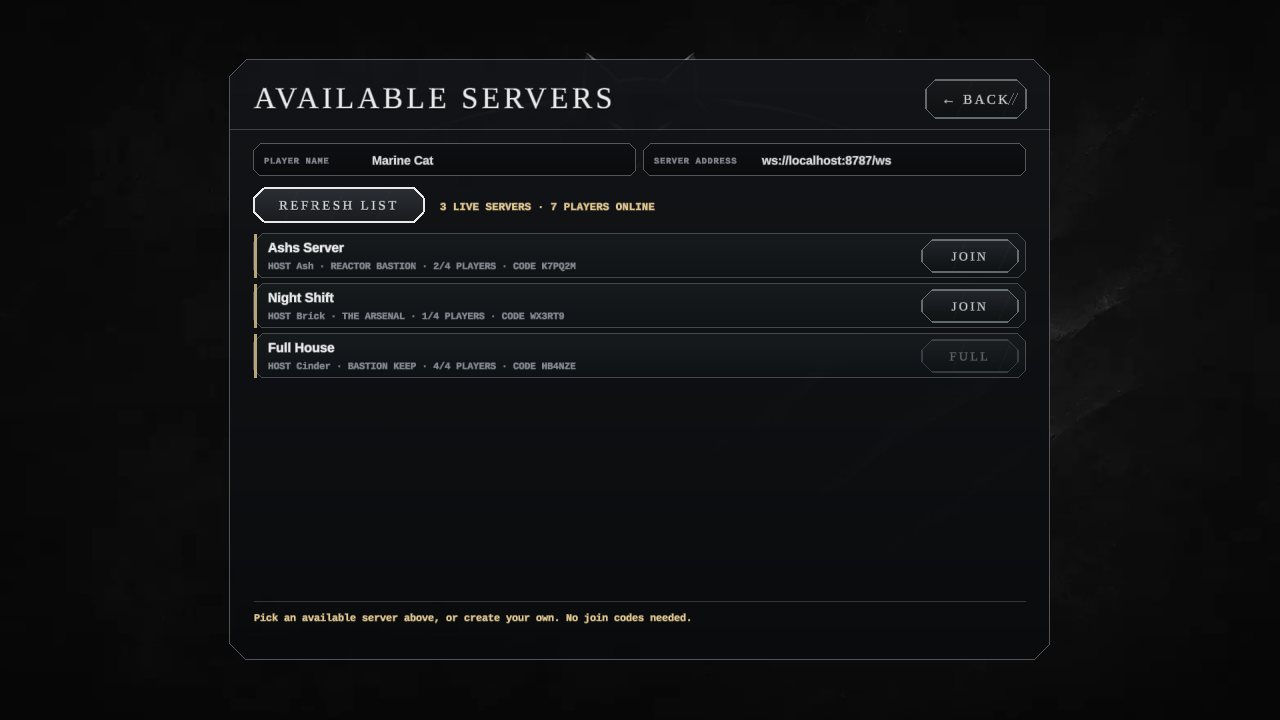 AVAILABLE SERVERS
← BACK//
PLAYER NAME Marine Cat
SERVER ADDRESS ws://localhost:8787/ws
REFRESH LIST
3 LIVE SERVERS · 7 PLAYERS ONLINE
Ashs Server
HOST Ash · REACTOR BASTION · 2/4 PLAYERS · CODE K7PQ2M
JOIN
Night Shift
HOST Brick · THE ARSENAL · 1/4 PLAYERS · CODE WX3RT9
JOIN
Full House
HOST Cinder · BASTION KEEP · 4/4 PLAYERS · CODE HB4NZE
FULL
Pick an available server above, or create your own. No join codes needed.